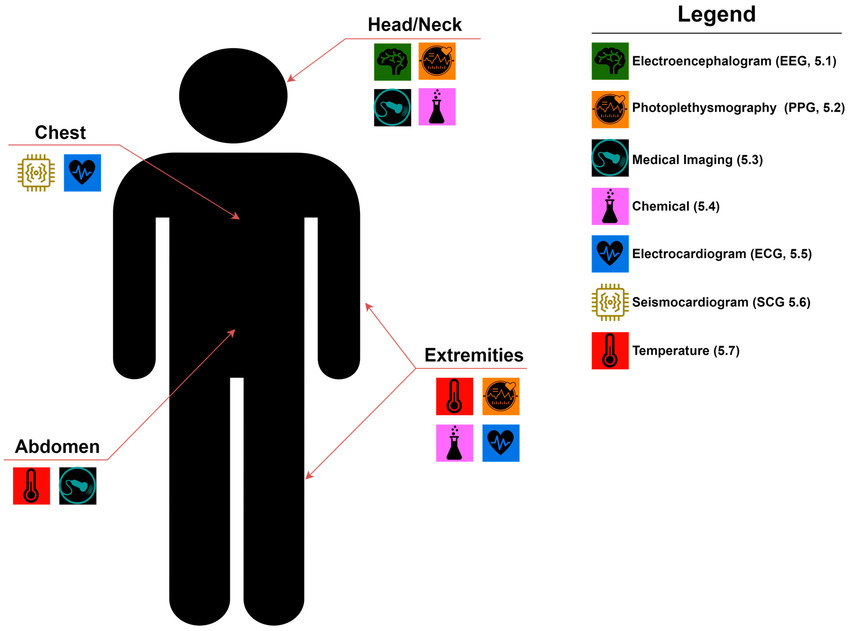 Head/Neck
Legend
Electroencephalogram (EEG, 5.1)
Photoplethysmography (PPG, 5.2)
Chest
Medical Imaging (5.3)
Chemical (5.4)
Electrocardiogram (ECG, 5.5)
Seismocardiogram (SCG 5.6)
Extremities
Temperature (5.7)
Abdomen